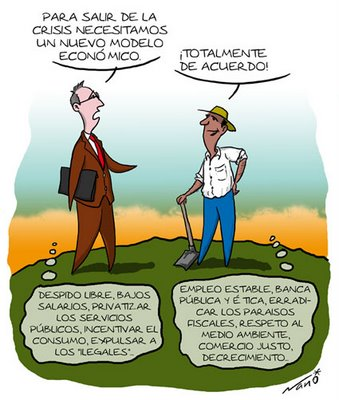 PARA SALIR DE LA
CRISIS NECESITAMOS
UN NUEVO MODELO
ECONÓMICO.
¡TOTALMENTE
DE ACUERDO!
DESPIDO LIBRE, BAJOS
SALARIOS, PRIVATIZAR
LOS SERVICIOS
PÚBLICOS, INCENTIVAR EL
CONSUMO, EXPULSAR A
LOS "ILEGALES"...
EMPLEO ESTABLE, BANCA
PÚBLICA Y ÉTICA, ERRADI-
CAR LOS PARAISOS
FISCALES, RESPETO AL
MEDIO AMBIENTE,
COMERCIO JUSTO,
DECRECIMIENTO...